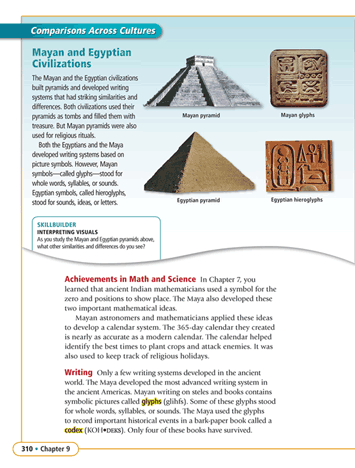 Comparisons Across Cultures
Mayan and Egyptian
Civilizations
The Mayan and the Egyptian civilizations
built pyramids and developed writing
systems that had striking similarities and
differences. Both civilizations used their
pyramids as tombs and filled them with
treasure. But Mayan pyramids were also
used for religious rituals.
Both the Egyptians and the Maya
developed writing systems based on
picture symbols. However, Mayan
symbols—called glyphs—stood for
whole words, syllables, or sounds.
Egyptian symbols, called hieroglyphs,
stood for sounds, ideas, or letters.
Mayan pyramid
Mayan glyphs
Egyptian pyramid
Egyptian hieroglyphs
SKILLBUILDER
INTERPRETING VISUALS
As you study the Mayan and Egyptian pyramids above,
what other similarities and differences do you see?
Achievements in Math and Science In Chapter 7, you
learned that ancient Indian mathematicians used a symbol for the
zero and positions to show place. The Maya also developed these
two important mathematical ideas.
Mayan astronomers and mathematicians applied these ideas
to develop a calendar system. The 365-day calendar they created
is nearly as accurate as a modern calendar. The calendar helped
identify the best times to plant crops and attack enemies. It was
also used to keep track of religious holidays.
Writing Only a few writing systems developed in the ancient
world. The Maya developed the most advanced writing system in
the ancient Americas. Mayan writing on steles and books contains
symbolic pictures called glyphs (glihfs). Some of these glyphs stood
for whole words, syllables, or sounds. The Maya used the glyphs
to record important historical events in a bark-paper book called a
codex (KOH•DEKS). Only four of these books have survived.
310 • Chapter 9